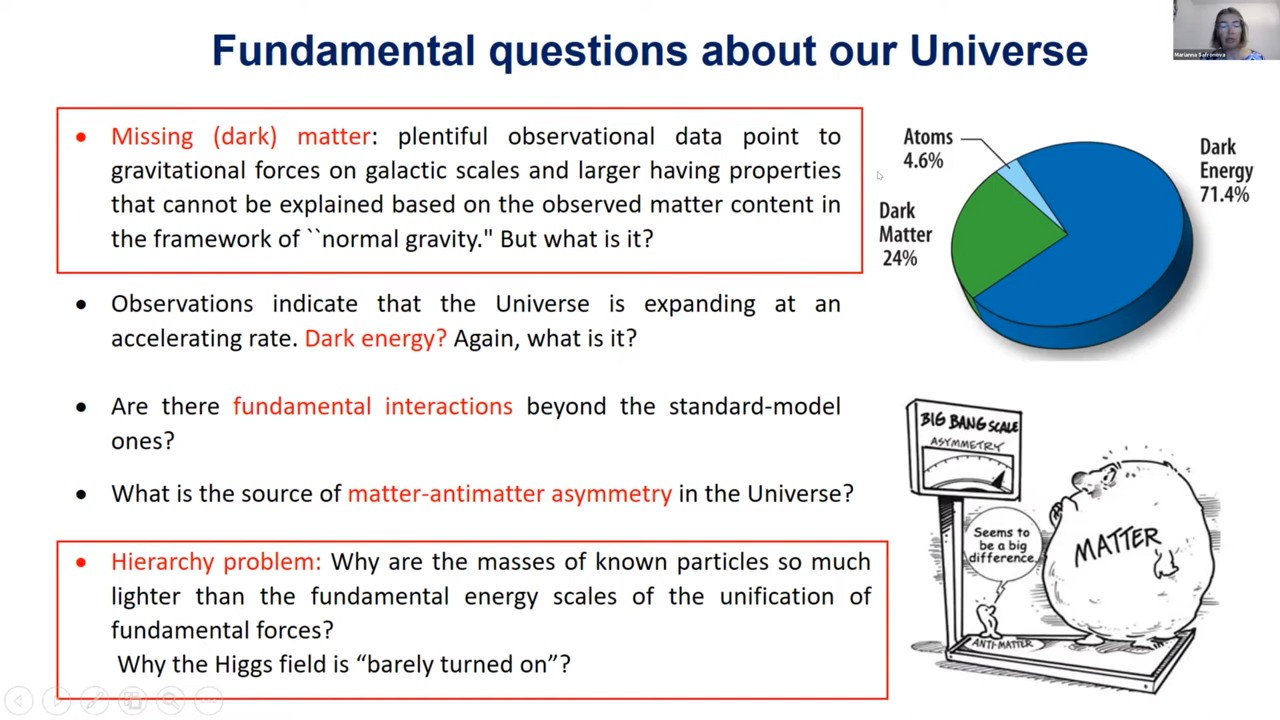 Fundamental questions about our Universe
Marianna Safronova
• Missing (dark) matter: plentiful observational data point to
gravitational forces on galactic scales and larger having properties
that cannot be explained based on the observed matter content in
the framework of ``normal gravity." But what is it?
• Observations indicate that the Universe is expanding at an
accelerating rate. Dark energy? Again, what is it?
• Are there fundamental interactions beyond the standard-model
ones?
• What is the source of matter-antimatter asymmetry in the Universe?
• Hierarchy problem: Why are the masses of known particles so much
lighter than the fundamental energy scales of the unification of
fundamental forces?
Why the Higgs field is “barely turned on”?
Atoms
4.6%
Dark
Energy
71.4%
Dark
Matter
24%
BIG BANG SCALE
ASYMMETRY
Seems to
be a big
difference.
MATTER
ANTI-MATTER